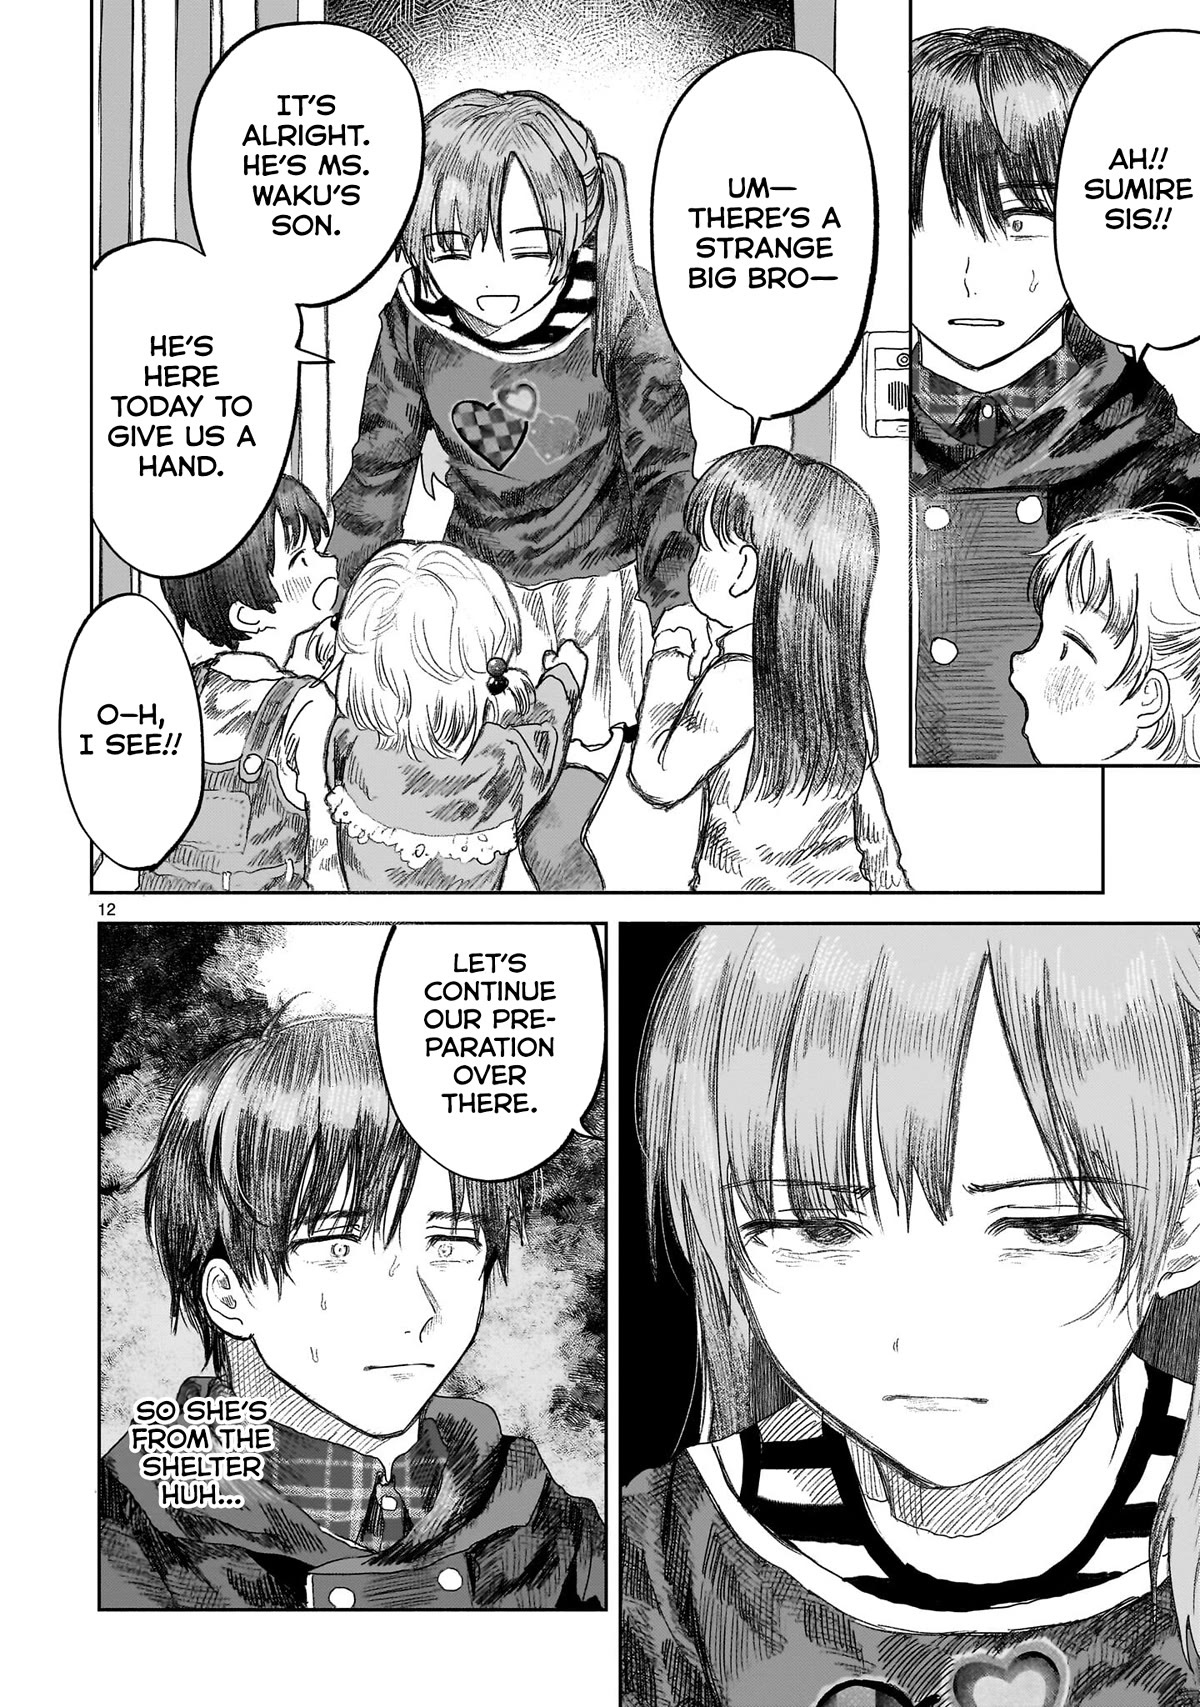 AH!!
SUMIRE
SIS!!
UM—
THERE'S A
STRANGE
BIG BRO—
IT'S
ALRIGHT.
HE'S MS.
WAKU'S
SON.
HE'S
HERE
TODAY TO
GIVE US A
HAND.
O-H,
I SEE!!
12
LET'S
CONTINUE
OUR PRE-
PARATION
OVER
THERE.
SO SHE'S
FROM THE
SHELTER
HUH...